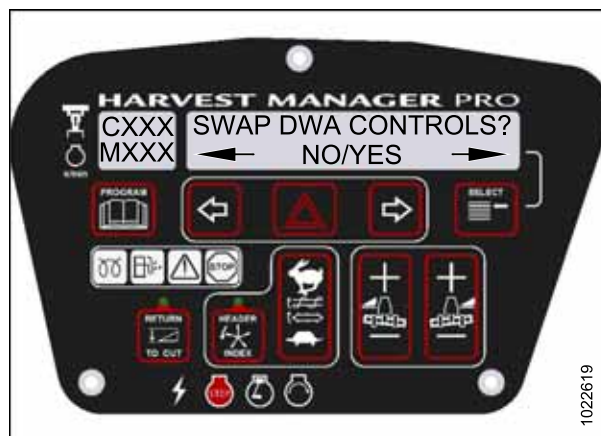 HARVEST MANAGER PRO
CXXX
MXXX
SWAP DWA CONTROLS?
NO/YES
PROGRAM
SELECT
STOP
RETURN
TO CUT
HEADER
INDEX
STOP
1022619